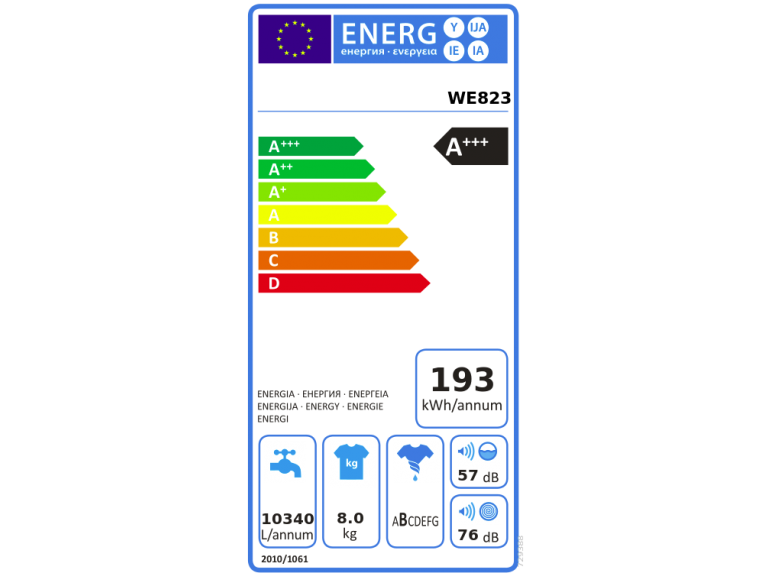 ENERG Y IJA
енергия · ενεργεια IE IA
WE823
A+++
A+++
A++
A+
A
B
C
D
193
kWh/annum
ENERGIA · ЕНЕРГИЯ · ΕΝΕΡΓΕΙΑ
ENERGIJA · ENERGY · ENERGIE
ENERGI
kg
10340
L/annum
8.0
kg
ABCDEFG
57 dB
76 dB
2010/1061